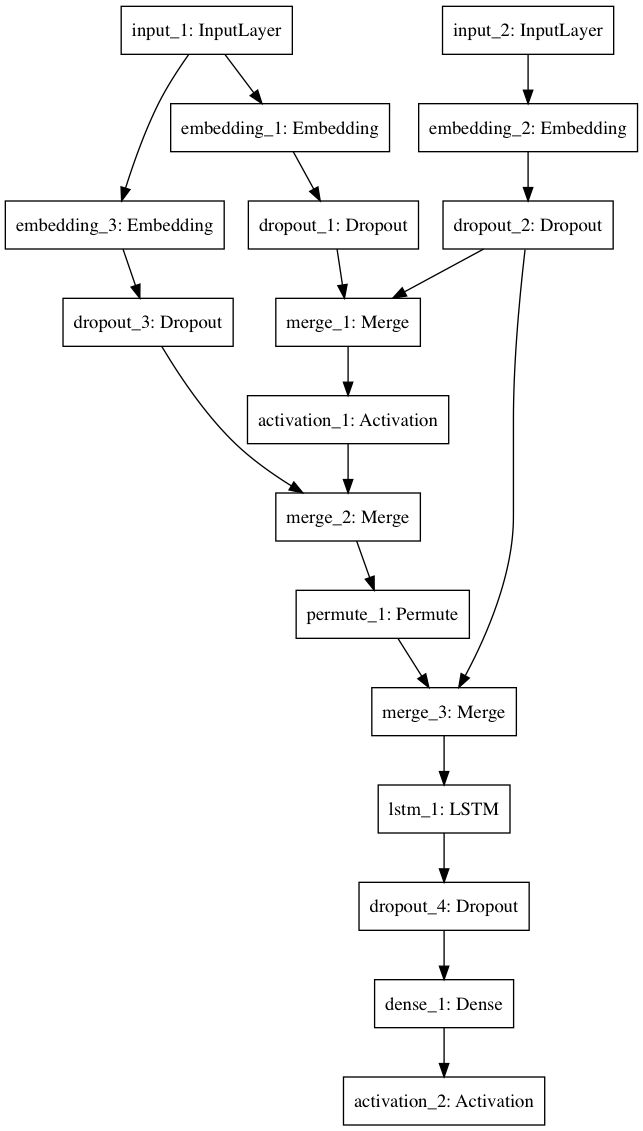 input_1: InputLayer
input_2: InputLayer
embedding_1: Embedding
embedding_2: Embedding
embedding_3: Embedding
dropout_1: Dropout
dropout_2: Dropout
dropout_3: Dropout
merge_1: Merge
activation_1: Activation
merge_2: Merge
permute_1: Permute
merge_3: Merge
lstm_1: LSTM
dropout_4: Dropout
dense_1: Dense
activation_2: Activation